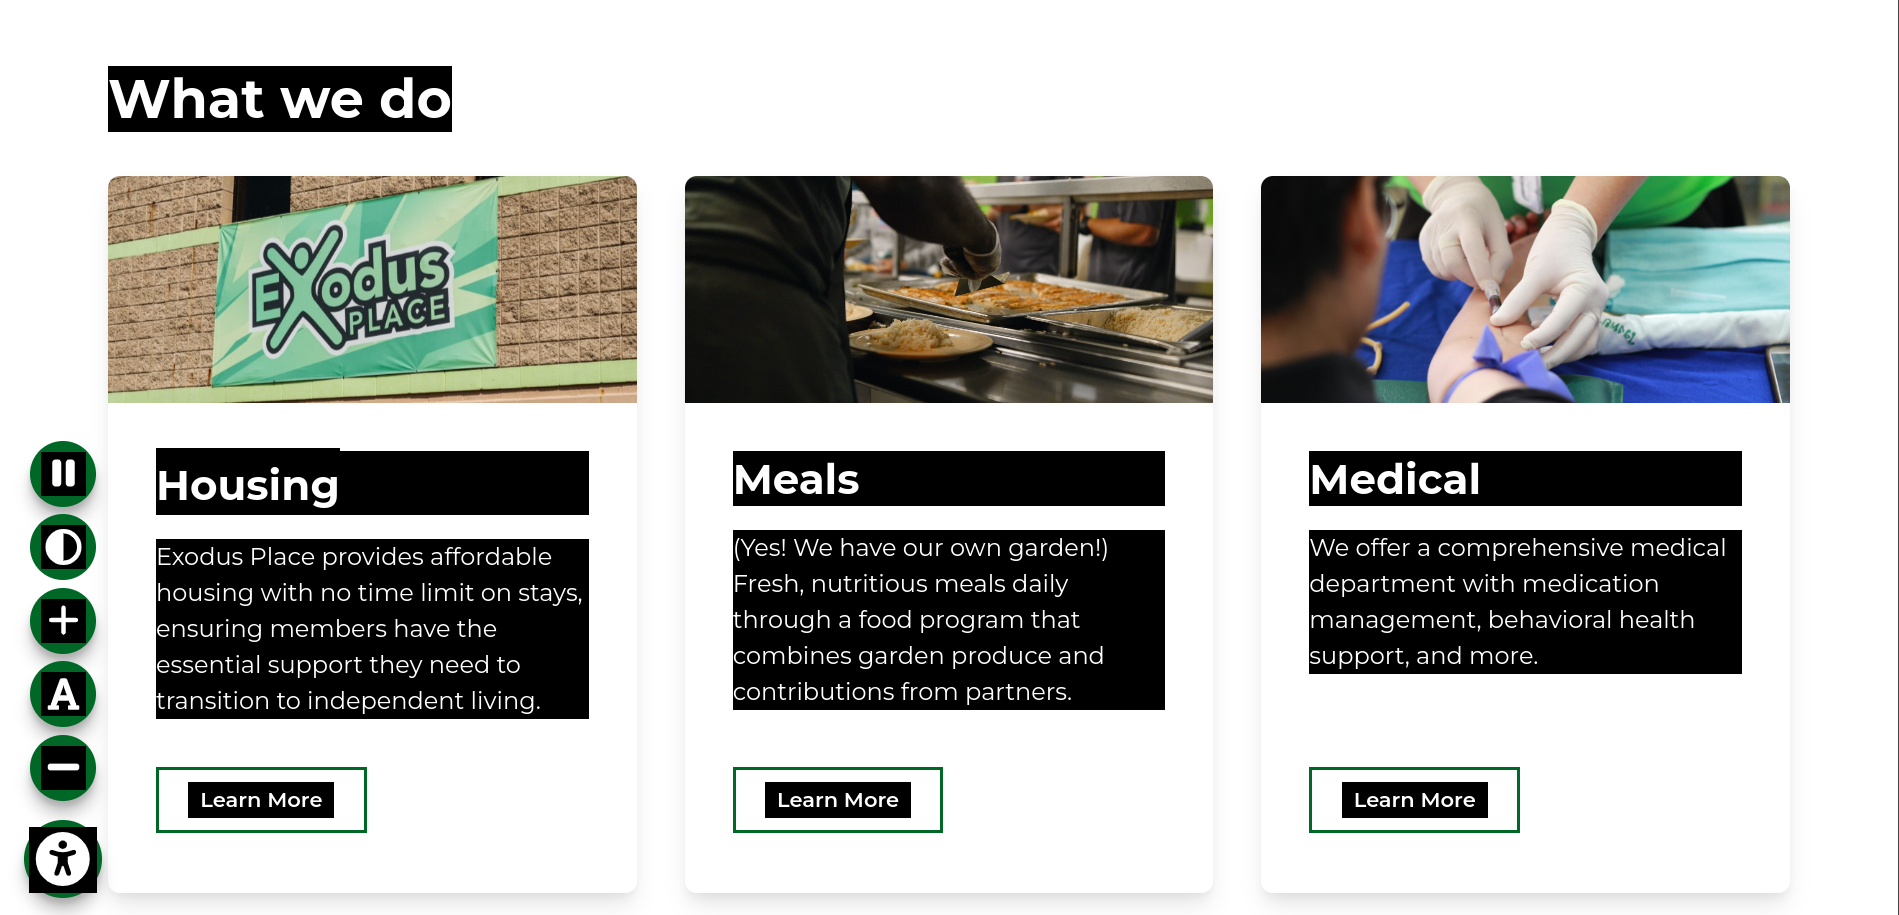 What we do
EXodus
PLACE
Housing
Exodus Place provides affordable
housing with no time limit on stays,
ensuring members have the
essential support they need to
transition to independent living.
Learn More
Meals
(Yes! We have our own garden!)
Fresh, nutritious meals daily
through a food program that
combines garden produce and
contributions from partners.
Learn More
Medical
We offer a comprehensive medical
department with medication
management, behavioral health
support, and more.
Learn More
A